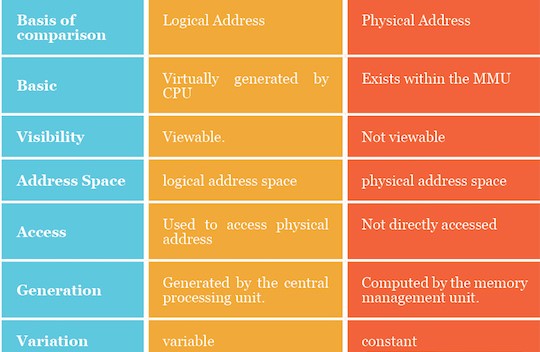 Basis of
comparison
Logical Address
Physical Address
Basic
Virtually generated by
CPU
Exists within the MMU
Visibility
Viewable.
Not viewable
Address Space
logical address space
physical address space
Access
Used to access physical
address
Not directly accessed
Generation
Generated by the central
processing unit.
Computed by the memory
management unit.
Variation
variable
constant